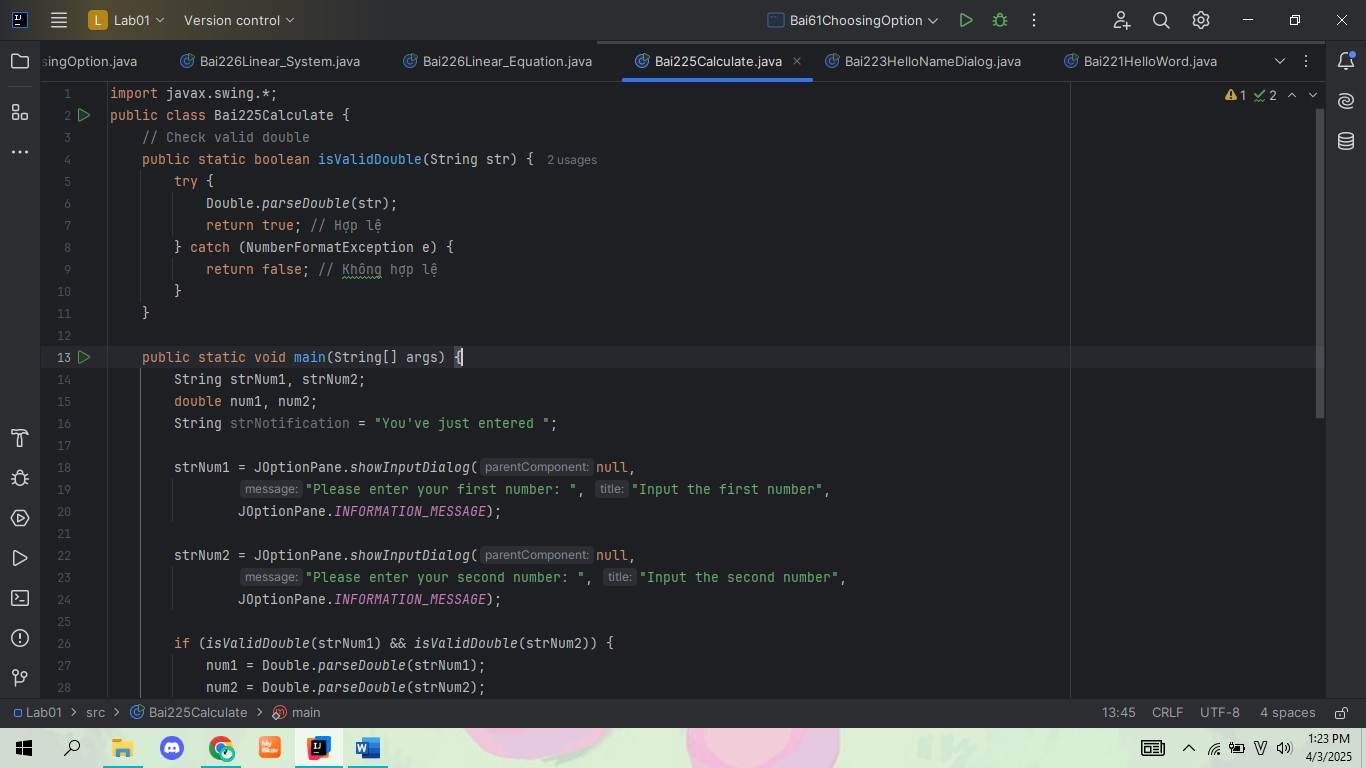 L Lab01 Version control Bai61ChoosingOption
singOption.java Bai226Linear_System.java Bai226Linear_Equation.java Bai225Calculate.java Bai223HelloNameDialog.java Bai221HelloWord.java
1 2
1 import javax.swing.*;
2 public class Bai225Calculate {
3 // Check valid double
4 public static boolean isValidDouble(String str) { 2 usages
5 try {
6 Double.parseDouble(str);
7 return true; // Hợp lệ
8 } catch (NumberFormatException e) {
9 return false; // Không hợp lệ
10 }
11 }
12
13 public static void main(String[] args) {
14 String strNum1, strNum2;
15 double num1, num2;
16 String strNotification = "You've just entered ";
17
18 strNum1 = JOptionPane.showInputDialog( parentComponent: null,
19 message: "Please enter your first number: ", title: "Input the first number",
20 JOptionPane.INFORMATION_MESSAGE);
21
22 strNum2 = JOptionPane.showInputDialog( parentComponent: null,
23 message: "Please enter your second number: ", title: "Input the second number",
24 JOptionPane.INFORMATION_MESSAGE);
25
26 if (isValidDouble(strNum1) && isValidDouble(strNum2)) {
27 num1 = Double.parseDouble(strNum1);
28 num2 = Double.parseDouble(strNum2);
Lab01 > src > Bai225Calculate > main 13:45 CRLF UTF-8 4 spaces
My Bkav
V
1:23 PM
4/3/2025